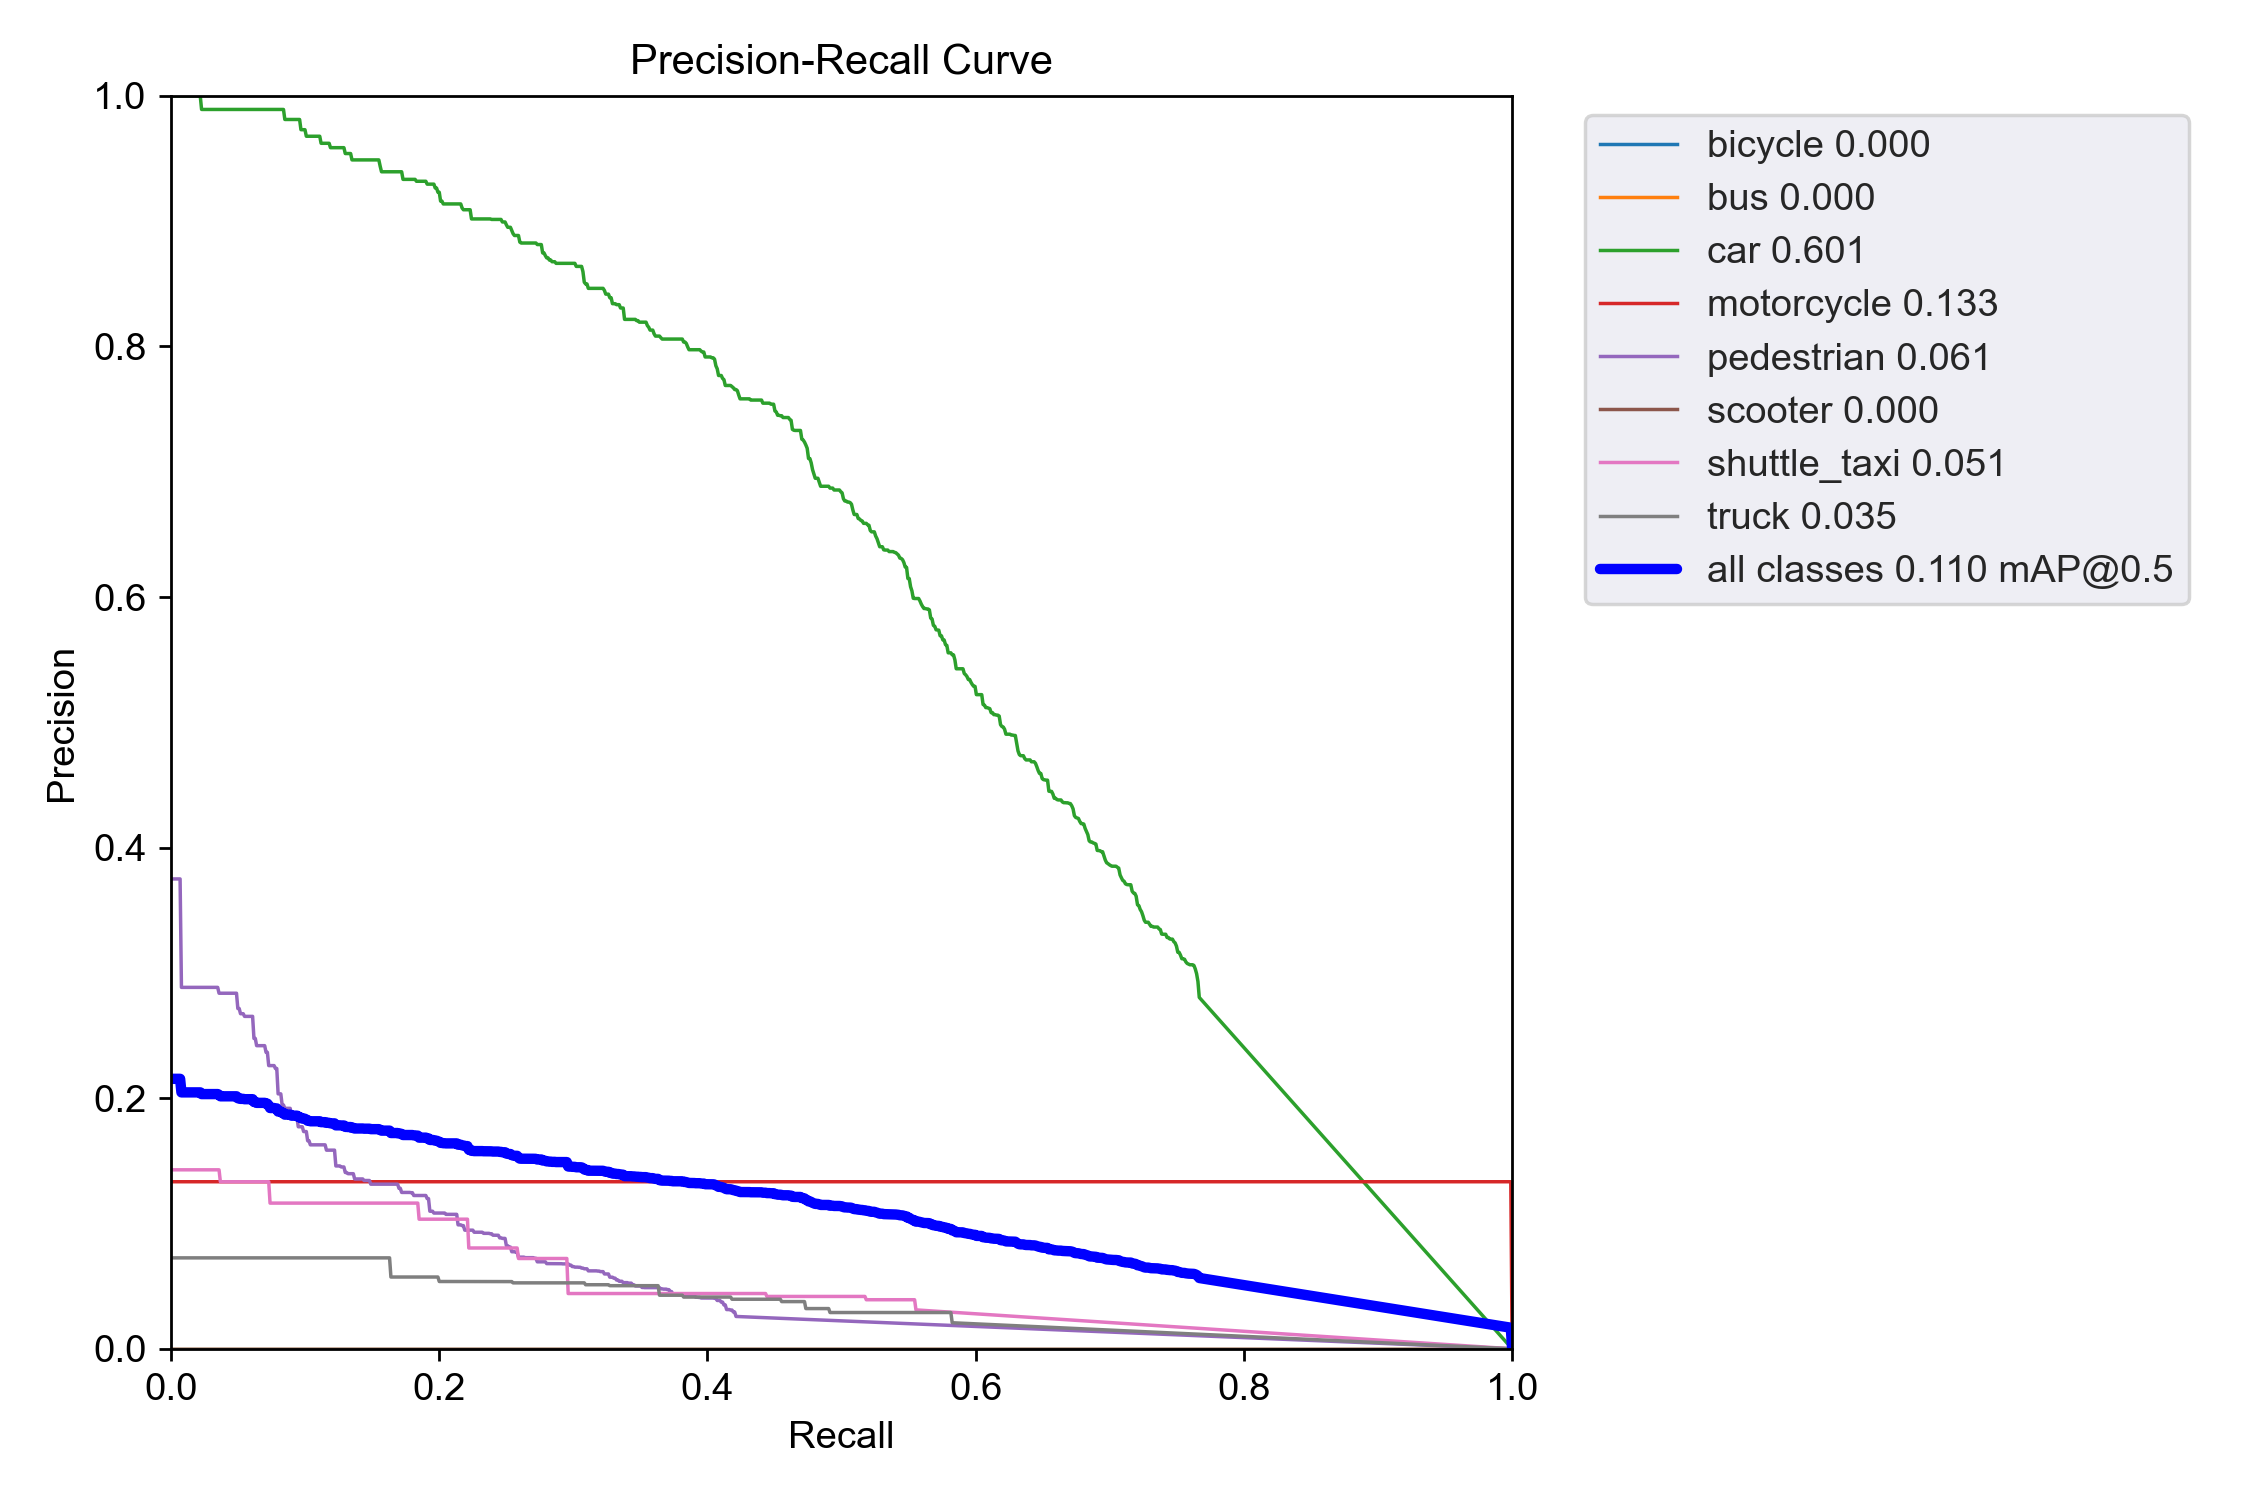 Precision-Recall Curve
1.0
0.8
0.6
0.4
0.2
0.0
Precision
0.0 0.2 0.4 0.6 0.8 1.0
Recall
bicycle 0.000
bus 0.000
car 0.601
motorcycle 0.133
pedestrian 0.061
scooter 0.000
shuttle_taxi 0.051
truck 0.035
all classes 0.110 mAP@0.5